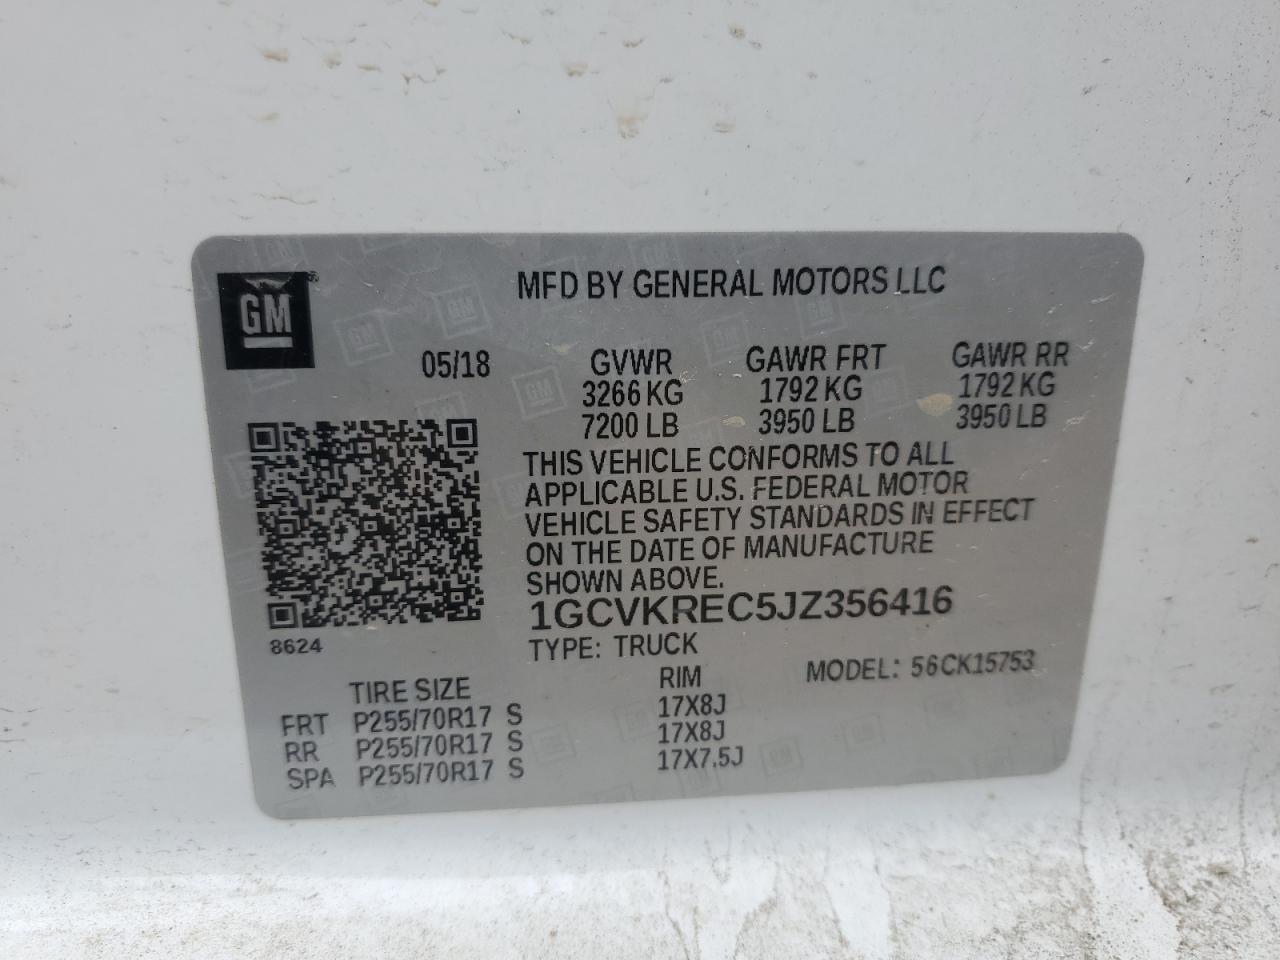 GM
MFD BY GENERAL MOTORS LLC
05/18 GVWR GAWR FRT GAWR RR
3266 KG 1792 KG 1792 KG
7200 LB 3950 LB 3950 LB
THIS VEHICLE CONFORMS TO ALL
APPLICABLE U.S. FEDERAL MOTOR
VEHICLE SAFETY STANDARDS IN EFFECT
ON THE DATE OF MANUFACTURE
SHOWN ABOVE.
1GCVKREC5JZ356416
8624
TYPE: TRUCK MODEL: 56CK15753
TIRE SIZE RIM
FRT P255/70R17 S 17X8J
RR P255/70R17 S 17X8J
SPA P255/70R17 S 17X7.5J